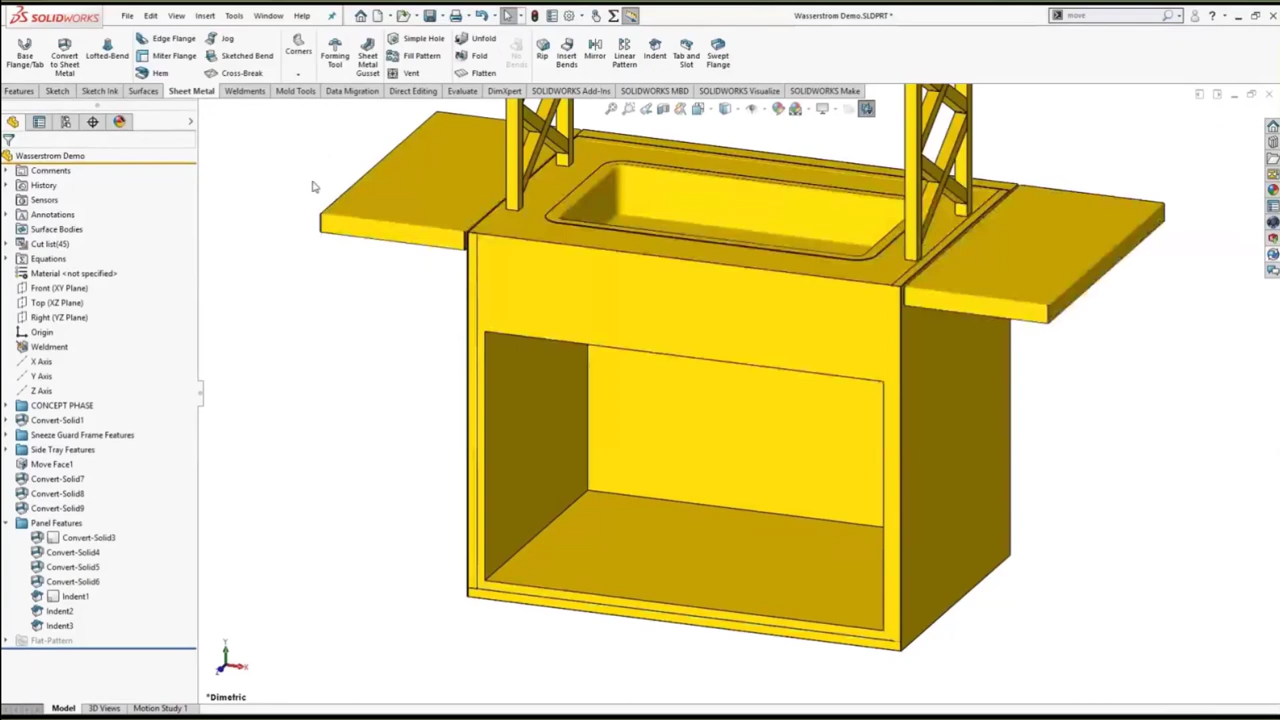 SOLIDWORKS File Edit View Insert Tools Window Help Wasserstrom Demo.SLDPRT * move
Base Flange/Tab Convert to Sheet Metal Lofted-Bend Edge Flange Miter Flange Hem Jog Sketched Bend Cross-Break Corners Forming Tool Sheet Metal Gusset Simple Hole Fill Pattern Vent Unfold Fold Flatten No Bends Rip Insert Bends Mirror Linear Pattern Indent Tab and Slot Swept Flange
Features Sketch Sketch Ink Surfaces Sheet Metal Weldments Mold Tools Data Migration Direct Editing Evaluate DimXpert SOLIDWORKS Add-Ins SOLIDWORKS MBD SOLIDWORKS Visualize SOLIDWORKS Make
Wasserstrom Demo
Comments
History
Sensors
Annotations
Surface Bodies
Cut list(45)
Equations
Material <not specified>
Front (XY Plane)
Top (XZ Plane)
Right (YZ Plane)
Origin
Weldment
X Axis
Y Axis
Z Axis
CONCEPT PHASE
Convert-Solid1
Sneeze Guard Frame Features
Side Tray Features
Move Face1
Convert-Solid7
Convert-Solid8
Convert-Solid9
Panel Features
Convert-Solid3
Convert-Solid4
Convert-Solid5
Convert-Solid6
Indent1
Indent2
Indent3
Flat-Pattern
Y
X
Z
*Dimetric
Model 3D Views Motion Study 1